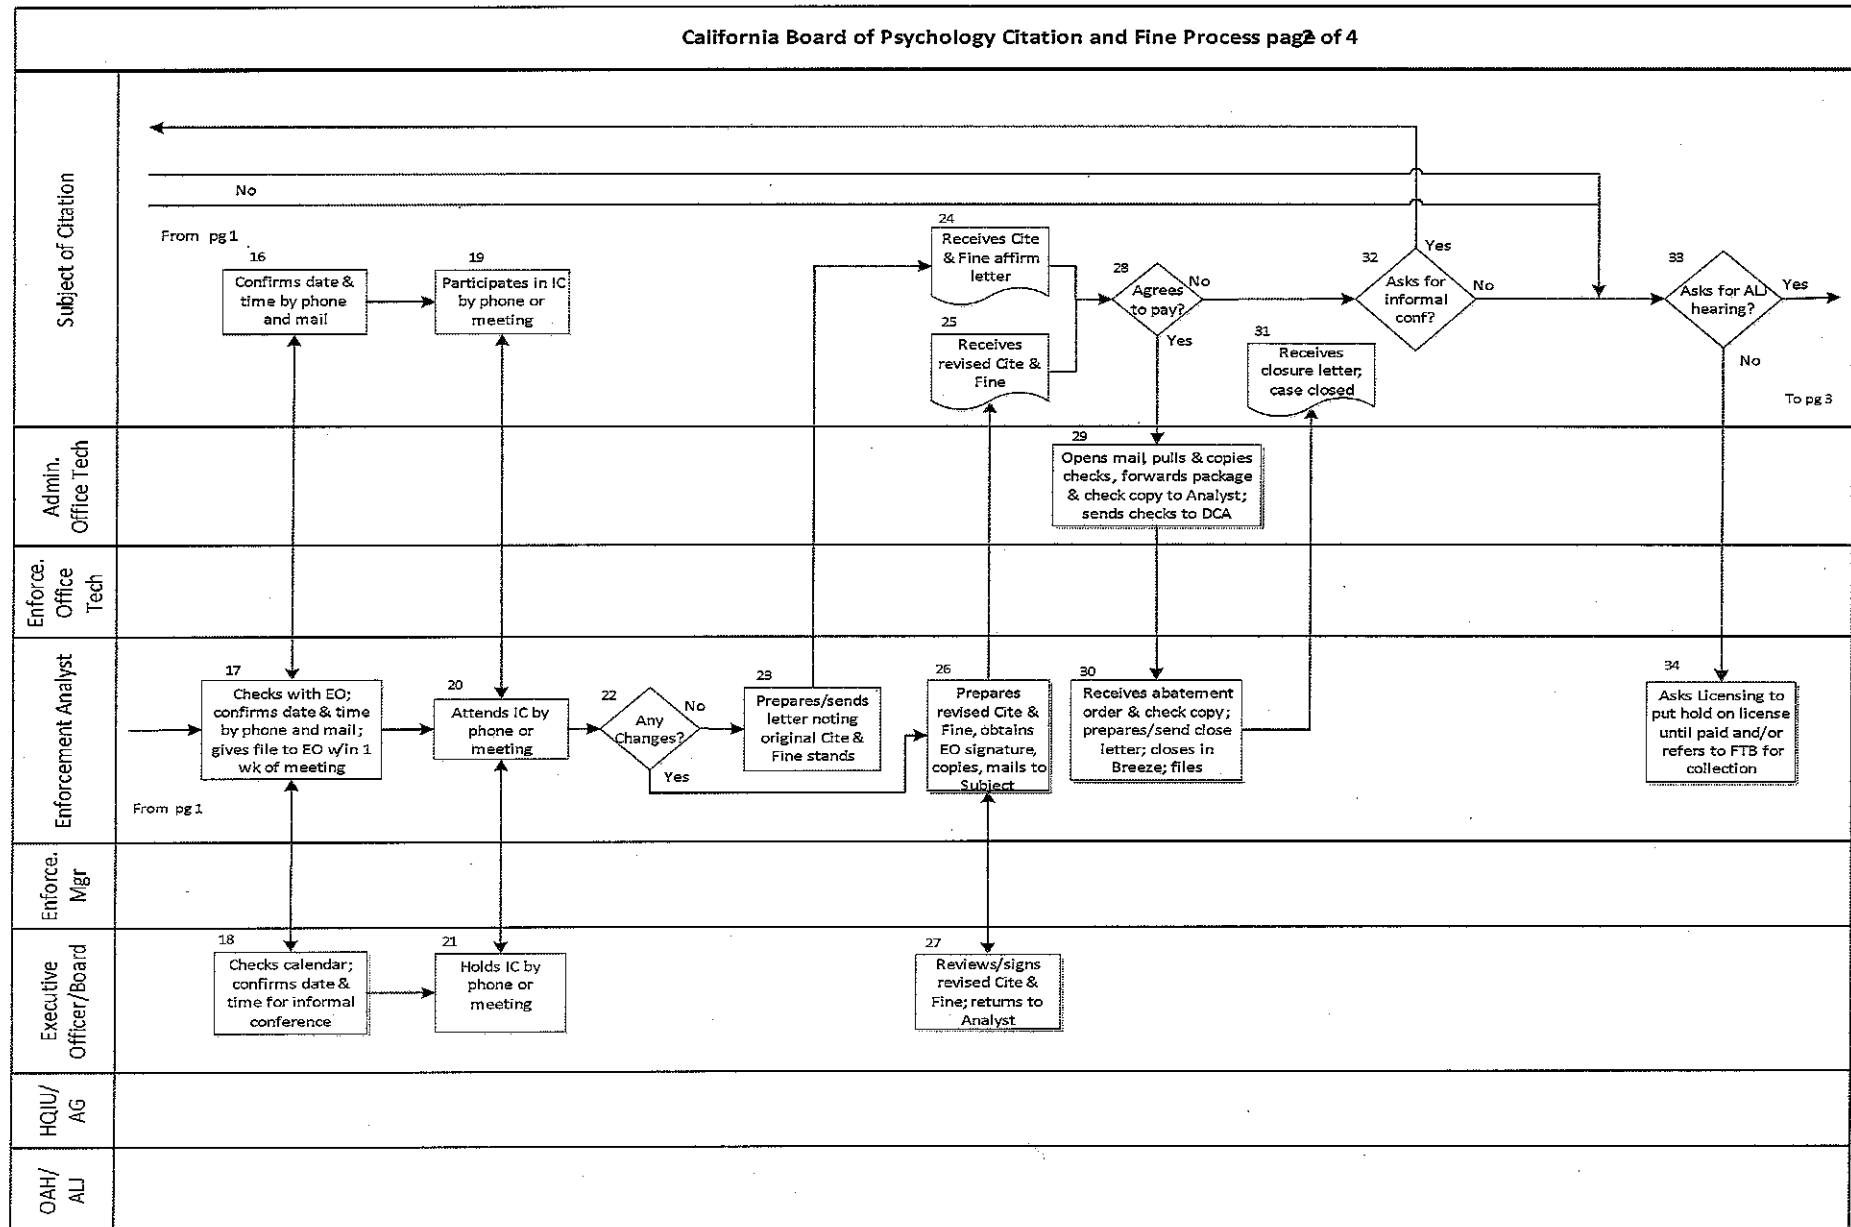 California Board of Psychology Citation and Fine Process page 2 of 4
Subject of Citation
No
From pg 1
16
Confirms date &
time by phone
and mail
19
Participates in IC
by phone or
meeting
24
Receives Cite
& Fine affirm
letter
25
Receives
revised Cite &
Fine
28
Agrees
to pay?
No
Yes
32
Asks for
informal
conf?
Yes
No
31
Receives
closure letter;
case closed
33
Asks for ALJ
hearing?
Yes
No
To pg 3
Admin.
Office Tech
29
Opens mail, pulls & copies
checks, forwards package
& check copy to Analyst;
sends checks to DCA
Enforce.
Office
Tech
Enforcement Analyst
From pg 1
17
Checks with EO;
confirms date & time
by phone and mail;
gives file to EO w/in 1
wk of meeting
20
Attends IC by
phone or
meeting
22
Any
Changes?
No
Yes
23
Prepares/sends
letter noting
original Cite &
Fine stands
26
Prepares
revised Cite &
Fine, obtains
EO signature,
copies, mails to
Subject
30
Receives abatement
order & check copy;
prepares/send close
letter; closes in
Breeze; files
34
Asks Licensing to
put hold on license
until paid and/or
refers to FTB for
collection
Enforce.
Mgr
Executive
Officer/Board
18
Checks calendar;
confirms date &
time for informal
conference
21
Holds IC by
phone or
meeting
27
Reviews/signs
revised Cite &
Fine; returns to
Analyst
HQIU/
AG
OAH/
ALJ